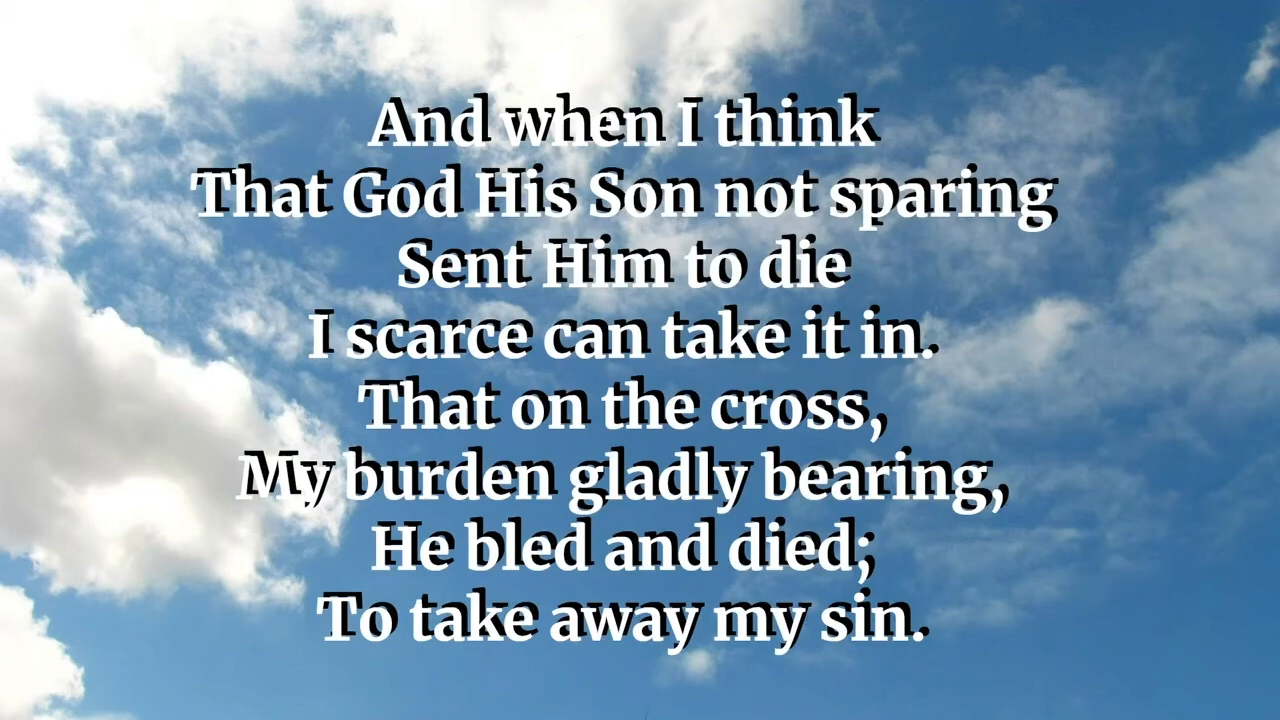 And when I think
That God His Son not sparing
Sent Him to die
I scarce can take it in.
That on the cross,
My burden gladly bearing,
He bled and died;
To take away my sin.